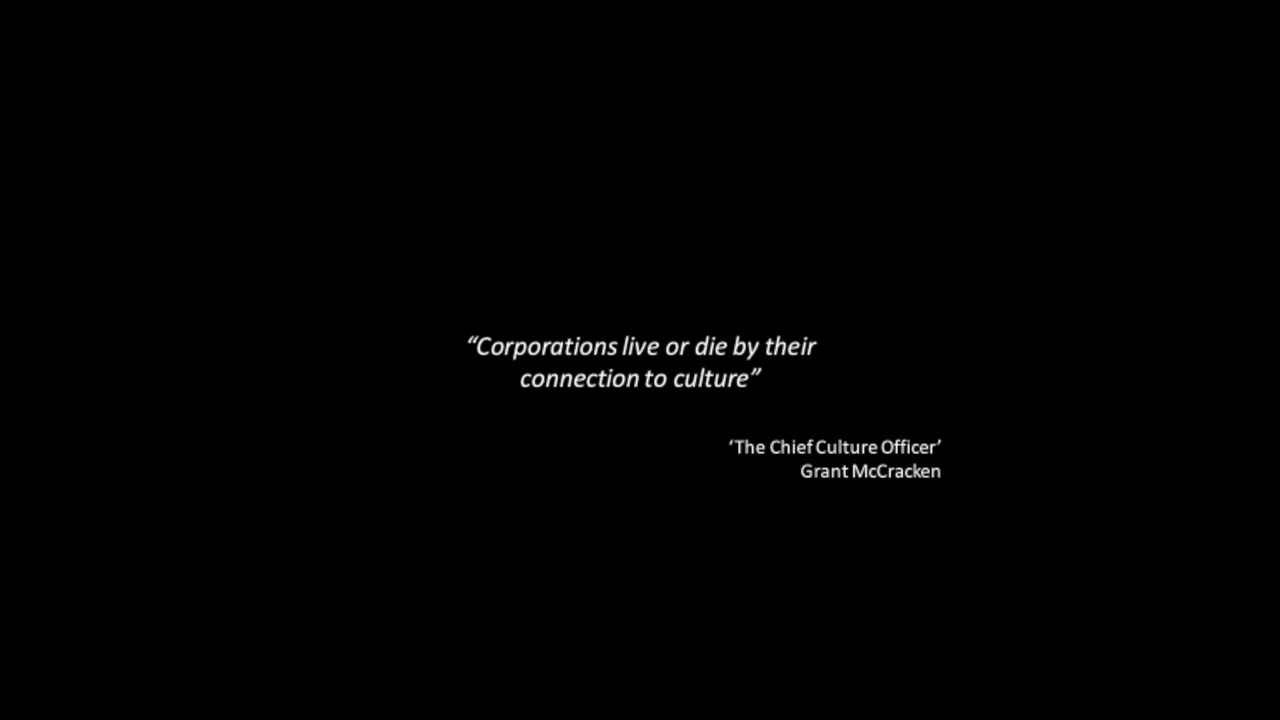 “Corporations live or die by their
connection to culture”
‘The Chief Culture Officer’
Grant McCracken